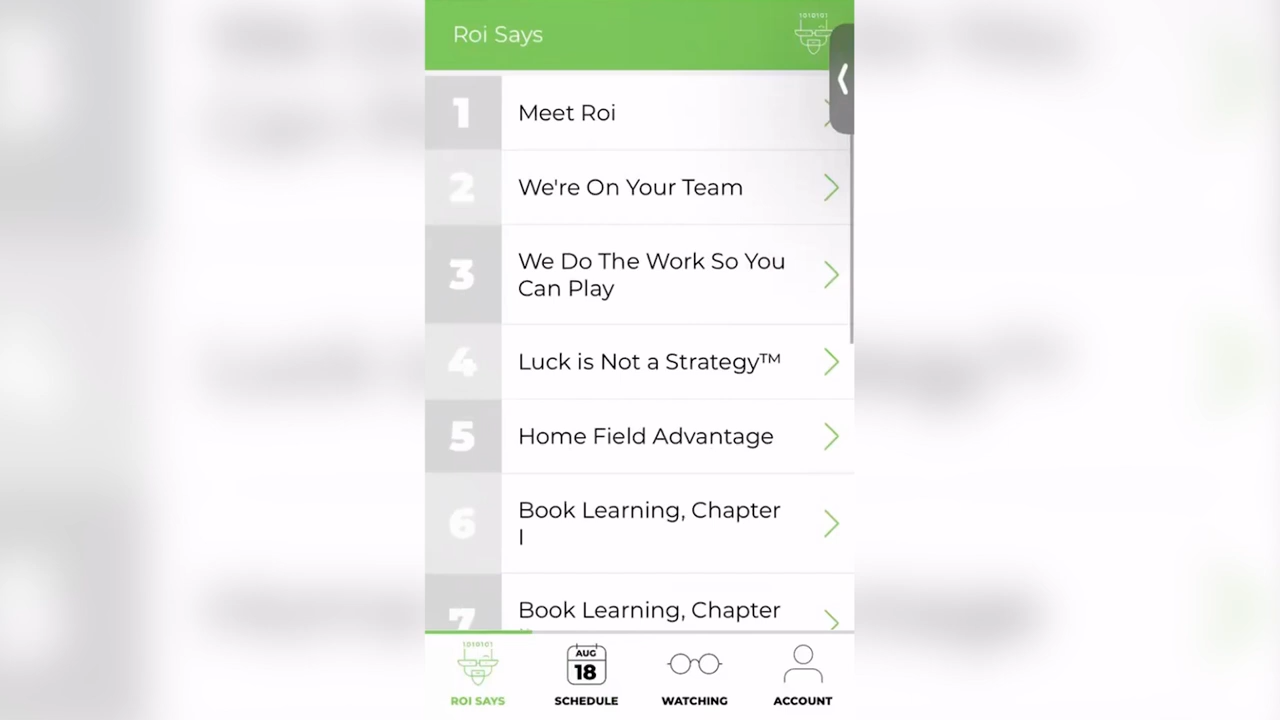 Roi Says
1010101
1
Meet Roi
2
We're On Your Team
3
We Do The Work So You
Can Play
4
Luck is Not a Strategy™
5
Home Field Advantage
6
Book Learning, Chapter
I
7
Book Learning, Chapter
1010101
AUG
18
ROI SAYS
SCHEDULE
WATCHING
ACCOUNT